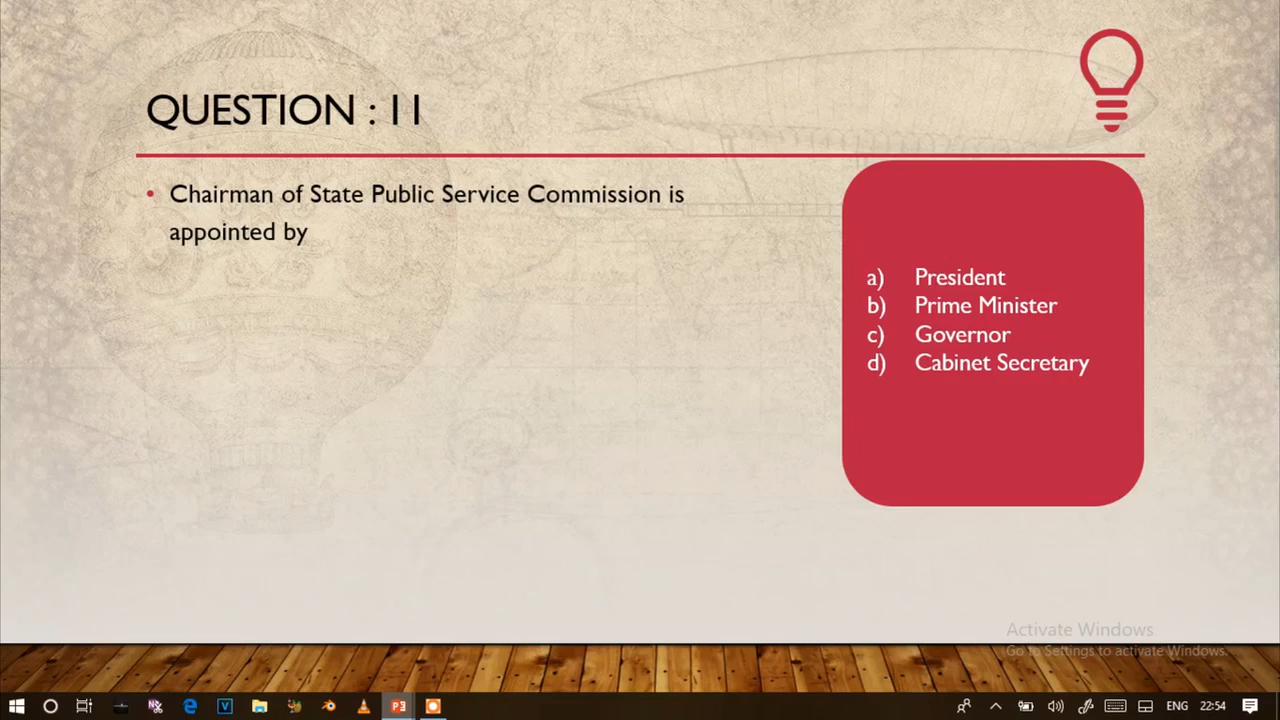 QUESTION : 11
• Chairman of State Public Service Commission is
appointed by
a) President
b) Prime Minister
c) Governor
d) Cabinet Secretary
Activate Windows
Go to Settings to activate Windows.
ENG 22:54